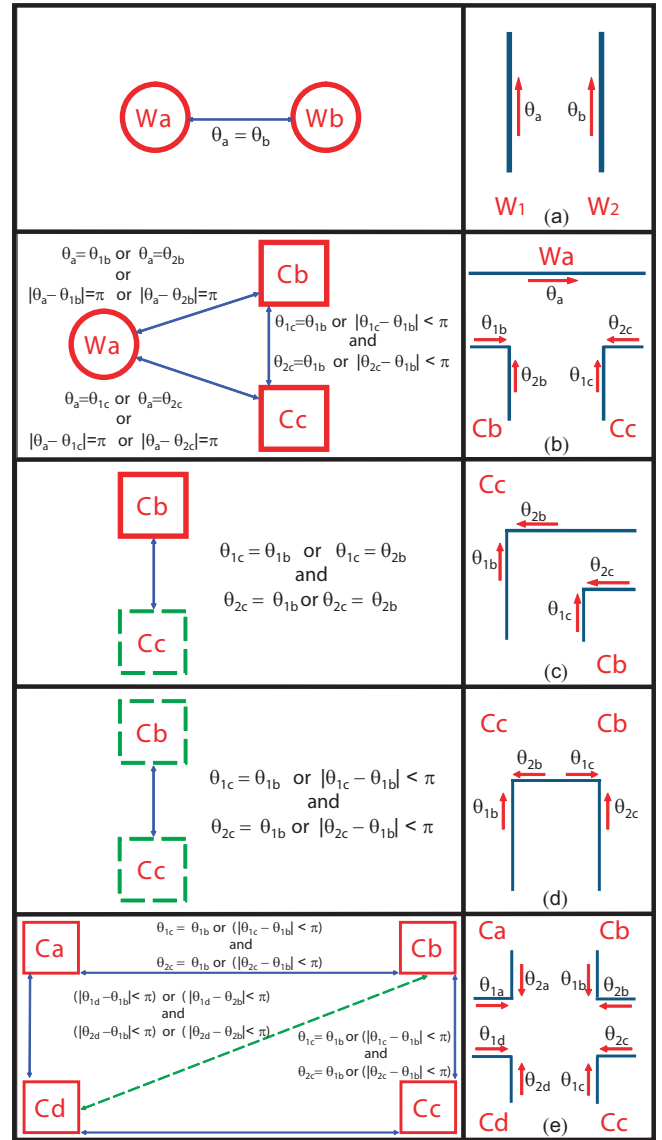 Wa
Wb
θa = θb
θa
θb
W1
W2
(a)
θa=θ1b or θa=θ2b
or
|θa−θ1b|=π or |θa−θ2b|=π
Cb
Wa
θ1c=θ1b or |θ1c−θ1b| < π
and
θ2c=θ1b or |θ2c−θ1b| < π
θa=θ1c or θa=θ2c
or
|θa−θ1c|=π or |θa−θ2c|=π
Cc
Wa
θa
θ1b
θ2c
θ2b
θ1c
Cb
Cc
(b)
Cb
Cc
θ1c = θ1b or θ1c = θ2b
and
θ2c = θ1b or θ2c = θ2b
Cc
θ2b
θ1b
θ2c
θ1c
Cb
(c)
Cb
Cc
θ1c = θ1b or |θ1c − θ1b| < π
and
θ2c = θ1b or |θ2c − θ1b| < π
Cc
Cb
θ2b
θ1c
θ1b
θ2c
(d)
Ca
θ1c = θ1b or (|θ1c − θ1b| < π)
and
θ2c = θ1b or (|θ2c − θ1b| < π)
Cb
(|θ1d −θ1b|< π) or (|θ1d −θ2b|< π)
and
(|θ2d −θ1b|< π) or (|θ2d −θ2b|< π)
θ1c=θ1b or (|θ1c −θ1b|< π)
and
θ2c=θ1b or (|θ2c −θ1b|< π)
Cd
Cc
Ca
Cb
θ1a
θ2a
θ1b
θ2b
θ1d
θ2c
θ2d
θ1c
Cd
Cc
(e)